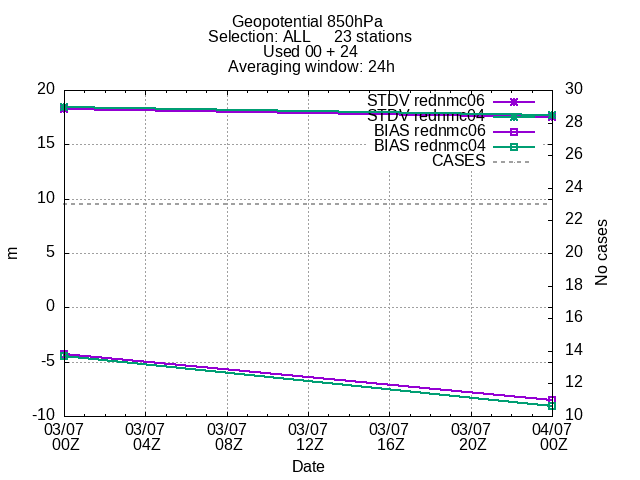 Geopotential 850hPa
Selection: ALL 23 stations
Used 00 + 24
Averaging window: 24h
20
15
10
5
0
-5
-10
m
30
28
26
24
22
20
18
16
14
12
10
No cases
STDV rednmc06
STDV rednmc04
BIAS rednmc06
BIAS rednmc04
CASES
03/07 03/07 03/07 03/07 03/07 03/07 04/07
00Z 04Z 08Z 12Z 16Z 20Z 00Z
Date